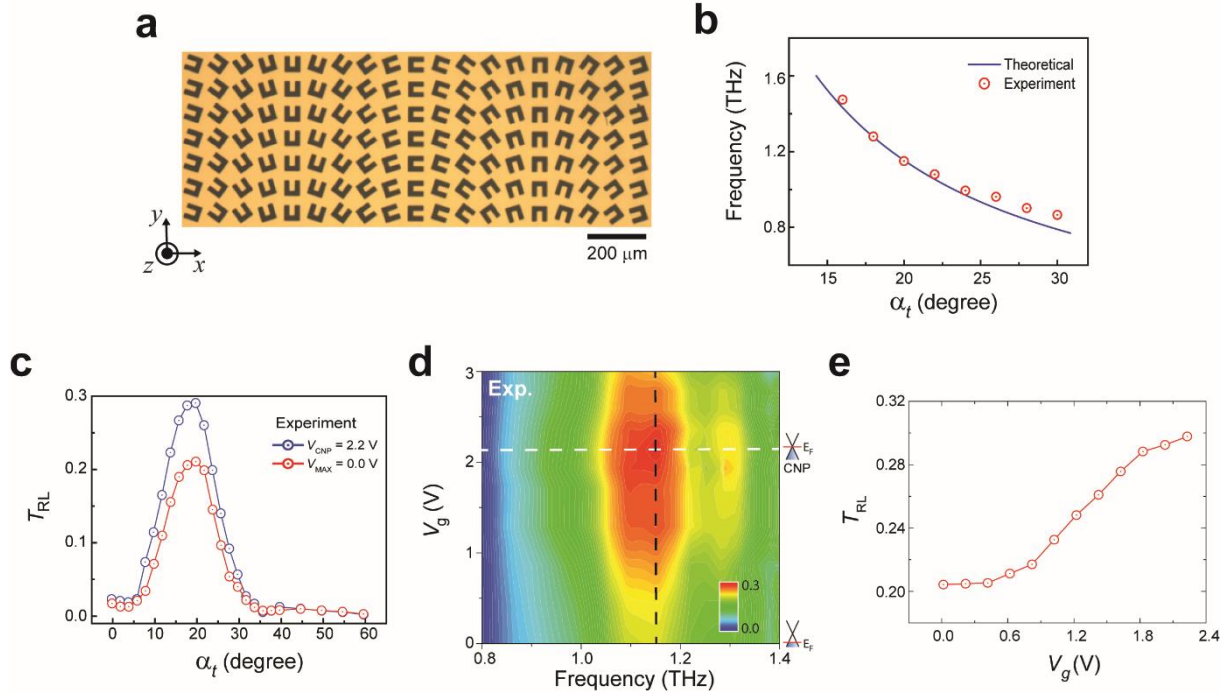 a
y
z
x
200 μm
b
Frequency (THz)
1.6
1.2
0.8
Theoretical
Experiment
15
20
25
30
αt (degree)
c
TRL
0.3
0.2
0.1
0.0
Experiment
VCNP = 2.2 V
VMAX = 0.0 V
0
10
20
30
40
50
60
αt (degree)
d
Vg (V)
3
2
1
0
Exp.
EF
CNP
0.3
0.0
EF
0.8
1.0
1.2
1.4
Frequency (THz)
e
TRL
0.32
0.28
0.24
0.20
0.0
0.6
1.2
1.8
2.4
Vg (V)